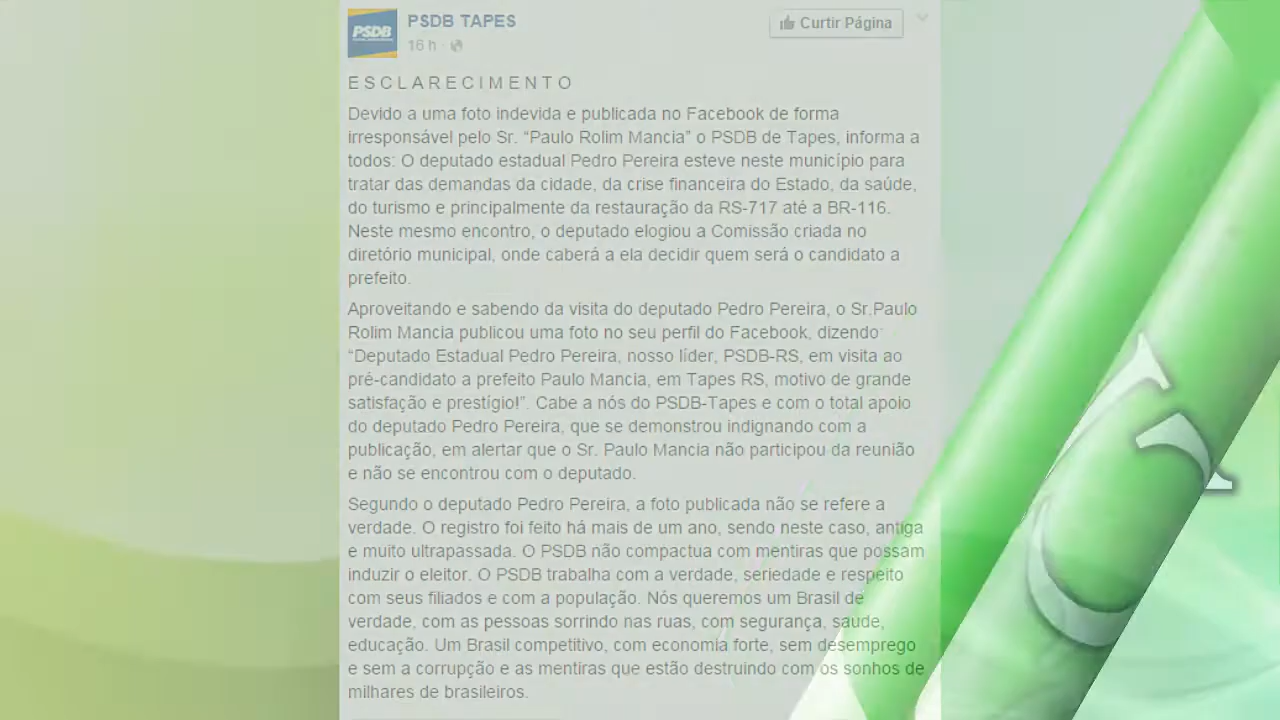 PSDB
PSDB TAPES
16 h
Curtir Página
ESCLARECIMENTO
Devido a uma foto indevida e publicada no Facebook de forma
irresponsável pelo Sr. “Paulo Rolim Mancia” o PSDB de Tapes, informa a
todos: O deputado estadual Pedro Pereira esteve neste município para
tratar das demandas da cidade, da crise financeira do Estado, da saúde,
do turismo e principalmente da restauração da RS-717 até a BR-116.
Neste mesmo encontro, o deputado elogiou a Comissão criada no
diretório municipal, onde caberá a ela decidir quem será o candidato a
prefeito.
Aproveitando e sabendo da visita do deputado Pedro Pereira, o Sr.Paulo
Rolim Mancia publicou uma foto no seu perfil do Facebook, dizendo:
“Deputado Estadual Pedro Pereira, nosso líder, PSDB-RS, em visita ao
pré-candidato a prefeito Paulo Mancia, em Tapes RS, motivo de grande
satisfação e prestígio!”. Cabe a nós do PSDB-Tapes e com o total apoio
do deputado Pedro Pereira, que se demonstrou indignando com a
publicação, em alertar que o Sr. Paulo Mancia não participou da reunião
e não se encontrou com o deputado.
Segundo o deputado Pedro Pereira, a foto publicada não se refere a
verdade. O registro foi feito há mais de um ano, sendo neste caso, antiga
e muito ultrapassada. O PSDB não compactua com mentiras que possam
induzir o eleitor. O PSDB trabalha com a verdade, seriedade e respeito
com seus filiados e com a população. Nós queremos um Brasil de
verdade, com as pessoas sorrindo nas ruas, com segurança, saúde,
educação. Um Brasil competitivo, com economia forte, sem desemprego
e sem a corrupção e as mentiras que estão destruindo com os sonhos de
milhares de brasileiros.